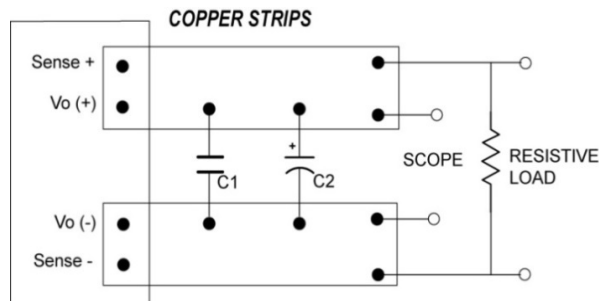 COPPER STRIPS
Sense +
Vo (+)
+
C1
C2
SCOPE
RESISTIVE
LOAD
Vo (-)
Sense -